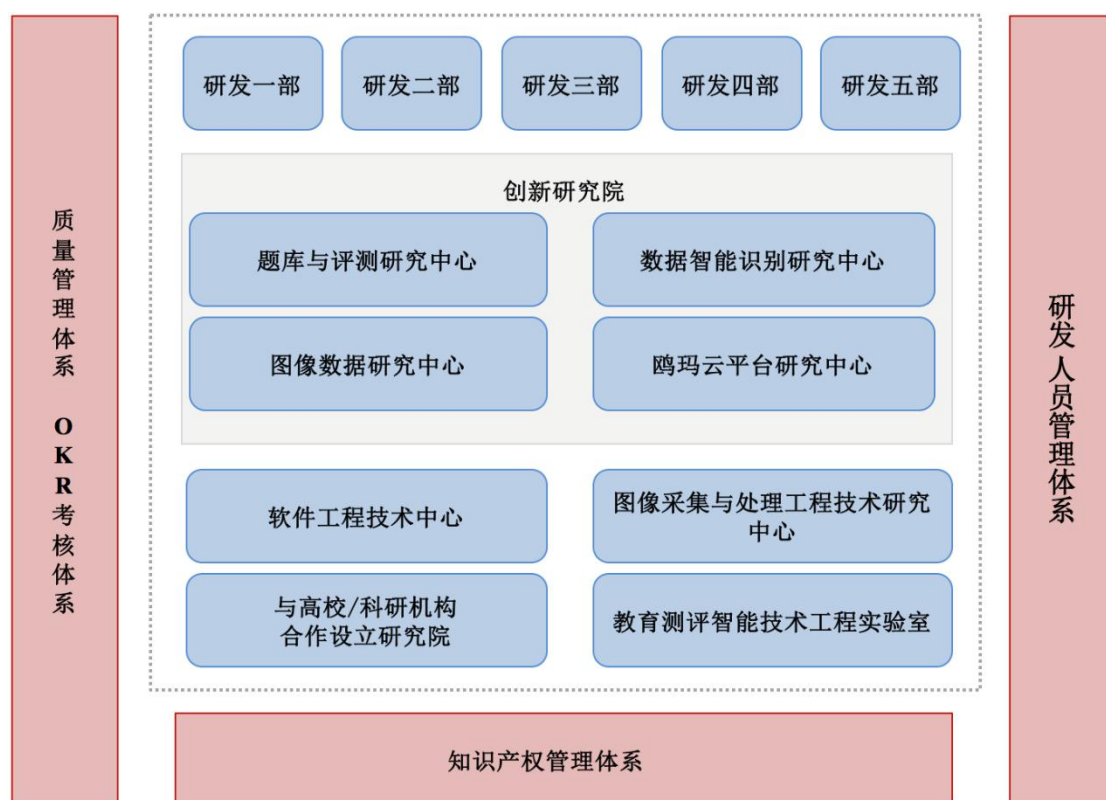 研发一部
研发二部
研发三部
研发四部
研发五部
创新研究院
题库与评测研究中心
数据智能识别研究中心
图像数据研究中心
鸥玛云平台研究中心
软件工程技术中心
图像采集与处理工程技术研究
中心
与高校/科研机构
合作设立研究院
教育测评智能技术工程实验室
质量管理体系 OKR考核体系
研发人员管理体系
知识产权管理体系